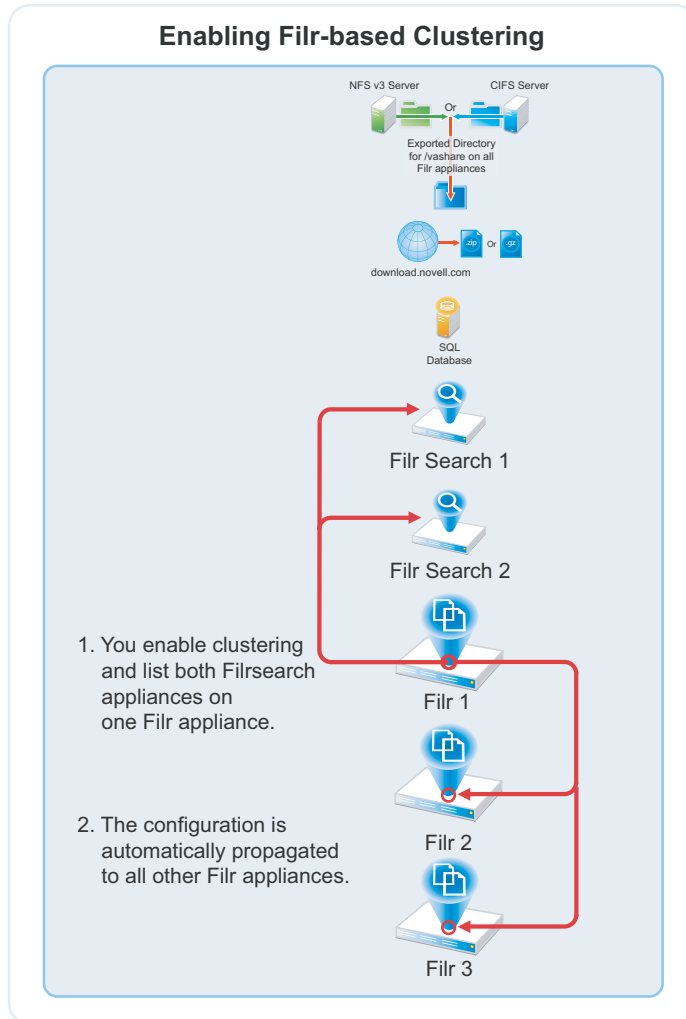 Enabling Filr-based Clustering
NFS v3 Server
CIFS Server
Or
Exported Directory
for /vashare on all
Filr appliances
.zip
Or
.gz
download.novell.com
SQL
Database
Filr Search 1
Filr Search 2
1. You enable clustering
and list both Filrsearch
appliances on
one Filr appliance.
Filr 1
Filr 2
2. The configuration is
automatically propagated
to all other Filr appliances.
Filr 3